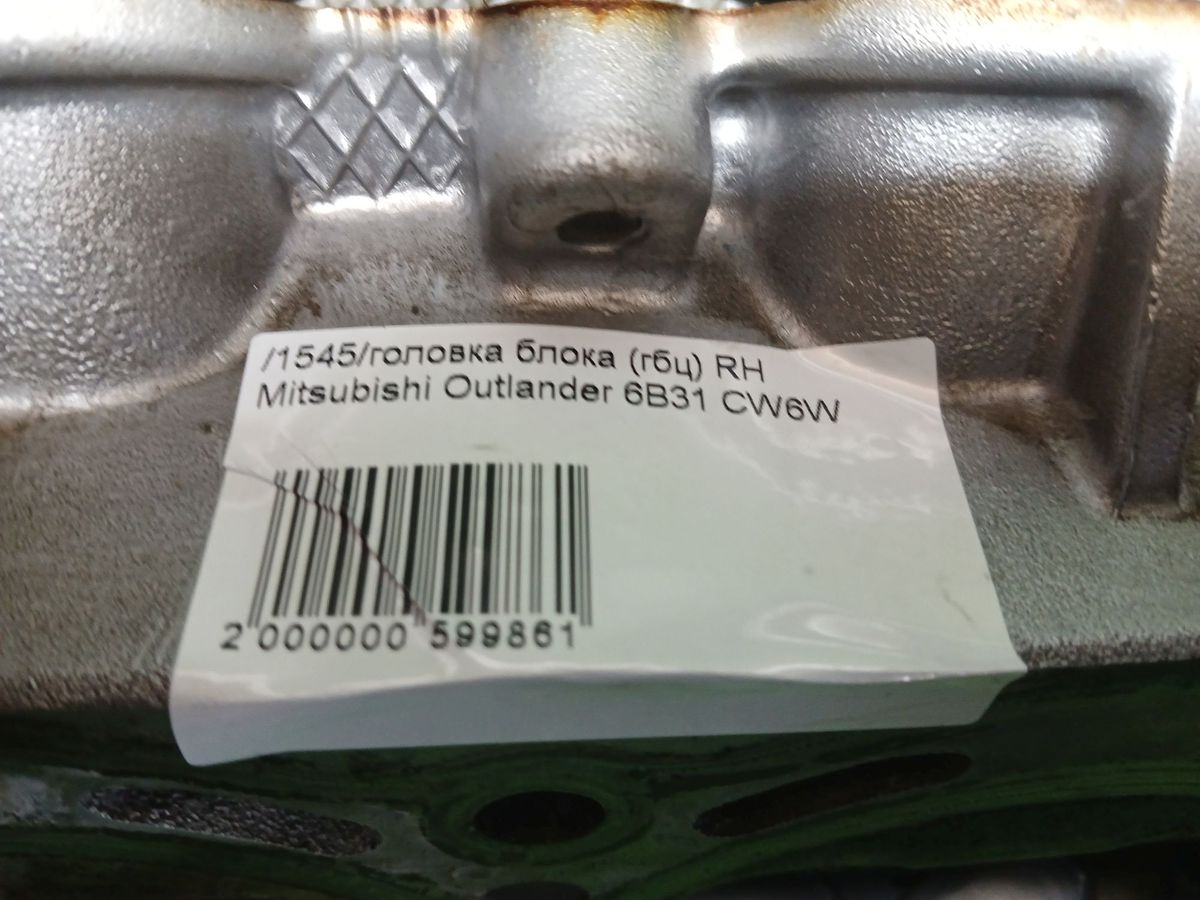 /1545/головка блока (гбц) RH
Mitsubishi Outlander 6B31 CW6W
2 000000 599861